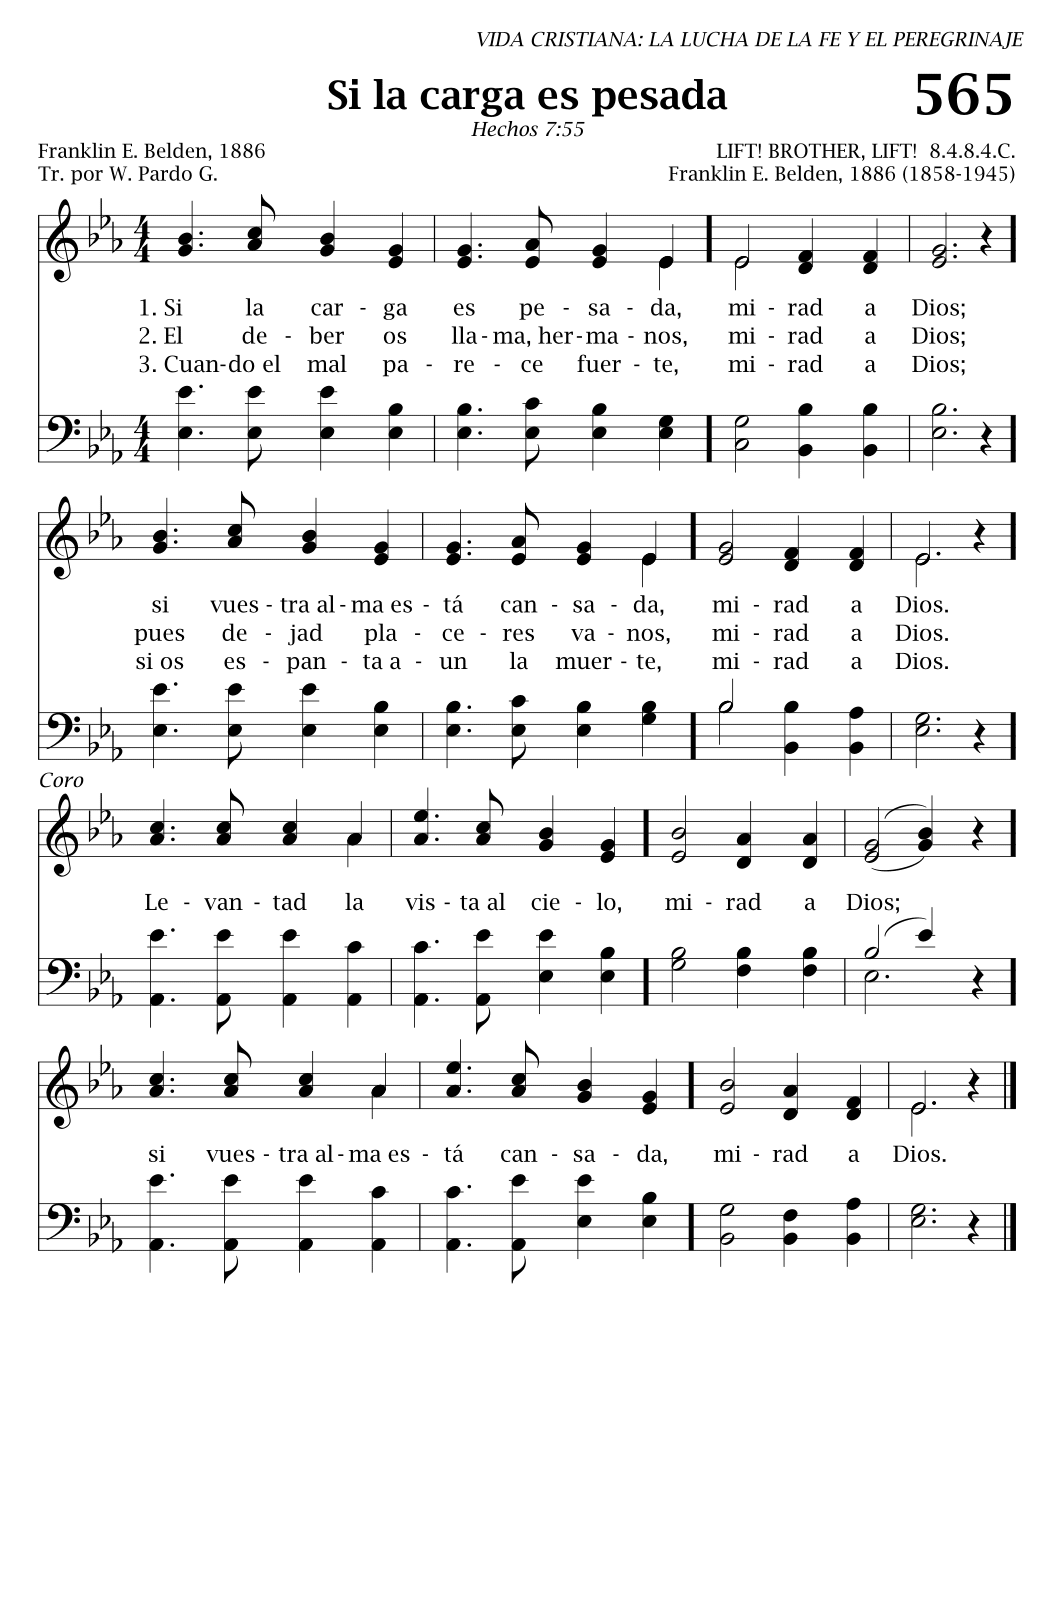 VIDA CRISTIANA: LA LUCHA DE LA FE Y EL PEREGRINAJE
Si la carga es pesada 565
Hechos 7:55
Franklin E. Belden, 1886 LIFT! BROTHER, LIFT! 8.4.8.4.C.
Tr. por W. Pardo G. Franklin E. Belden, 1886 (1858-1945)
4 4
1. Si la car - ga es pe - sa - da, mi - rad a Dios;
2. El de - ber os lla - ma, her - ma - nos, mi - rad a Dios;
3. Cuan - do el mal pa - re - ce fuer - te, mi - rad a Dios;
4 4
si vues - tra al - ma es - tá can - sa - da, mi - rad a Dios.
pues de - jad pla - ce - res va - nos, mi - rad a Dios.
si os es - pan - ta a - un la muer - te, mi - rad a Dios.
Coro
Le - van - tad la vis - ta al cie - lo, mi - rad a Dios;
si vues - tra al - ma es - tá can - sa - da, mi - rad a Dios.